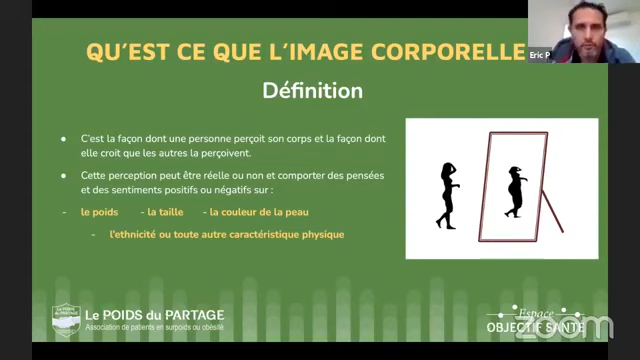 QU'EST CE QUE L'IMAGE CORPORELLE
Eric P
Définition
● C'est la façon dont une personne perçoit son corps et la façon dont
elle croit que les autres la perçoivent.
● Cette perception peut être réelle ou non et comporter des pensées
et des sentiments positifs ou négatifs sur :
- le poids - la taille - la couleur de la peau
- l'ethnicité ou toute autre caractéristique physique
Le POIDS du PARTAGE
Association de patients en surpoids ou obésité
Espace
OBJECTIF SANTÉ
zoom